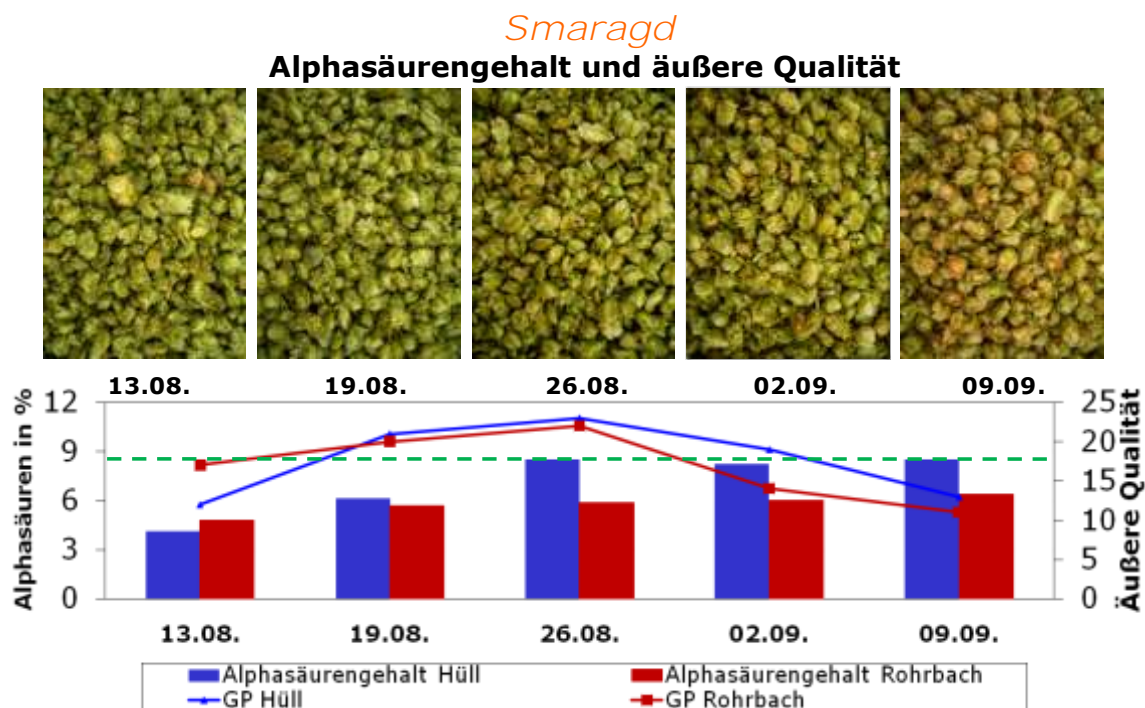 Smaragd
Alphasäurengehalt und äußere Qualität
13.08. 19.08. 26.08. 02.09. 09.09.
Alphasäuren in %
12
9
6
3
0
25
20
15
10
5
0
Äußere Qualität
13.08. 19.08. 26.08. 02.09. 09.09.
Alphasäurengehalt Hüll Alphasäurengehalt Rohrbach
GP Hüll GP Rohrbach